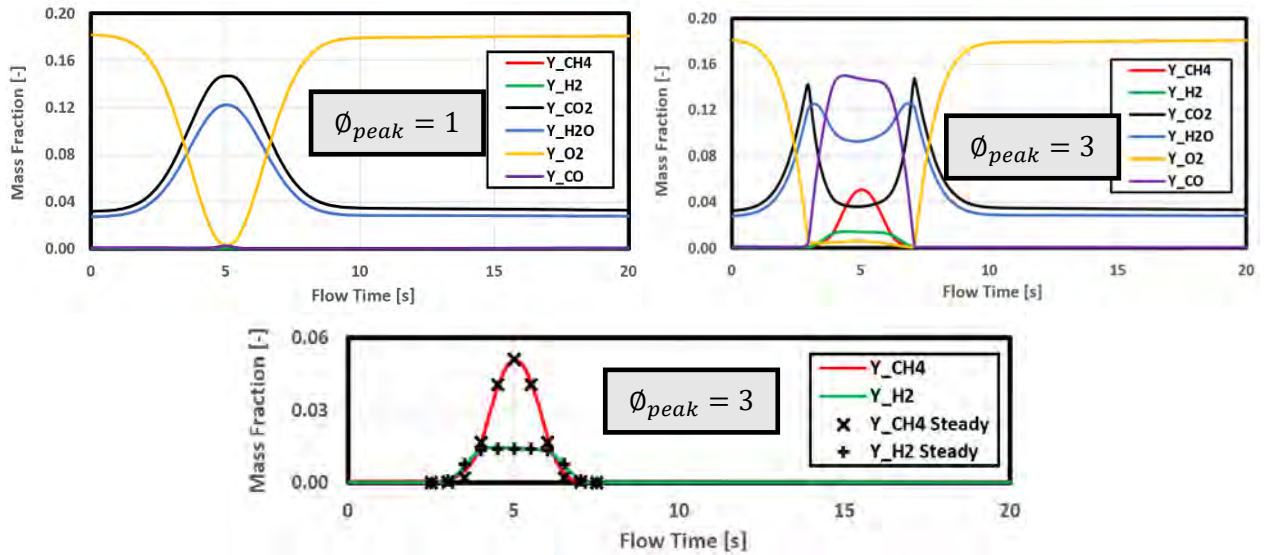 0.20
0.16
0.12
0.08
0.04
0.00
Mass Fraction [-]
Y_CH4
Y_H2
Y_CO2
Y_H2O
Y_O2
Y_CO
∅peak = 1
0 5 10 15 20
Flow Time [s]
0.20
0.16
0.12
0.08
0.04
0.00
Mass Fraction [-]
Y_CH4
Y_H2
Y_CO2
Y_H2O
Y_O2
Y_CO
∅peak = 3
0 5 10 15 20
Flow Time [s]
0.06
0.03
0.00
Mass Fraction [-]
∅peak = 3
Y_CH4
Y_H2
Y_CH4 Steady
Y_H2 Steady
0 5 10 15 20
Flow Time [s]